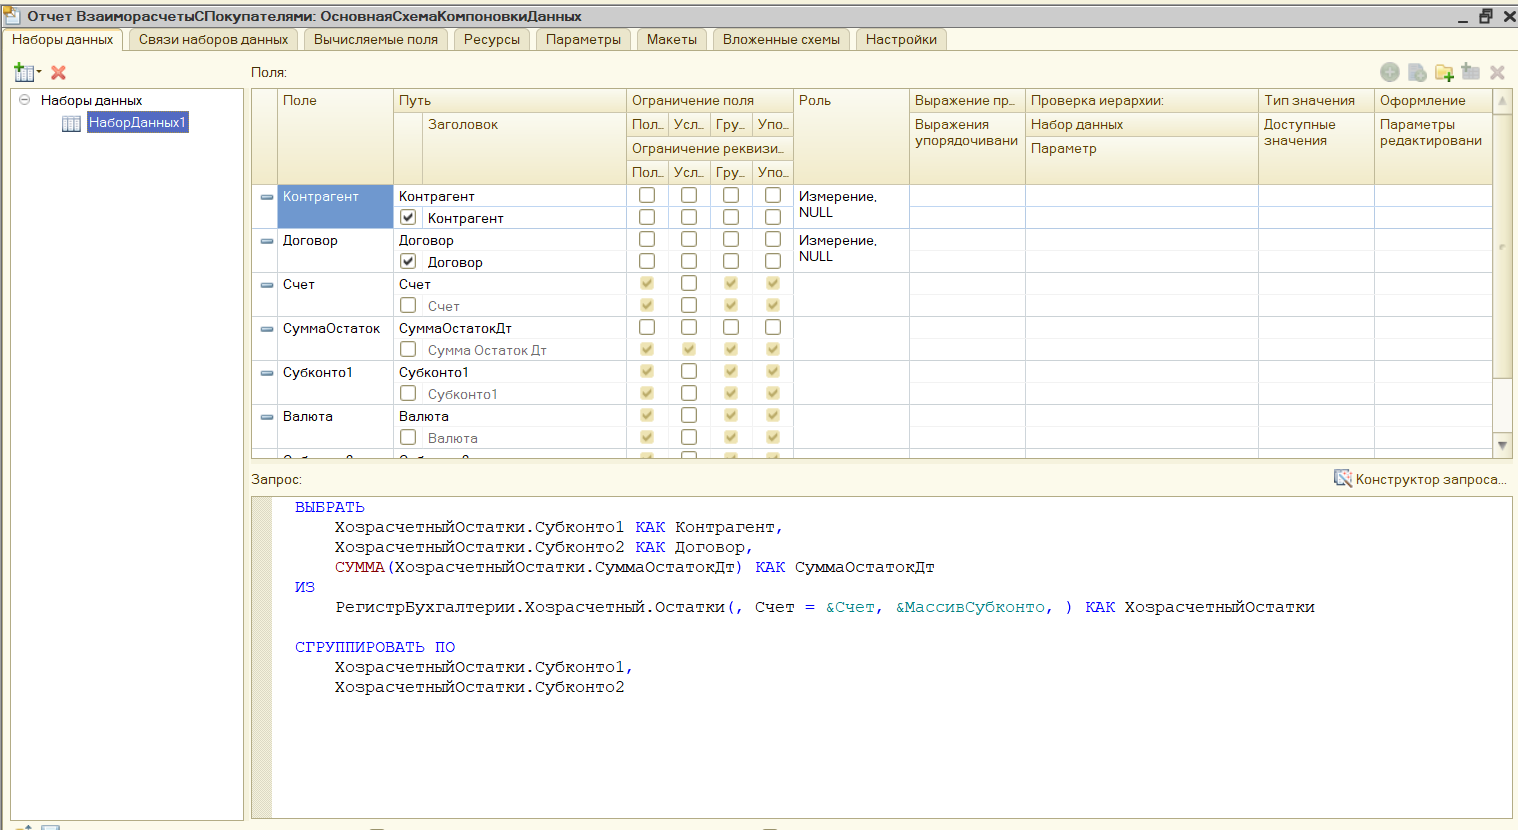 Отчет ВзаиморасчетыСПокупателями: ОсновнаяСхемаКомпоновкиДанных
Наборы данных Связи наборов данных Вычисляемые поля Ресурсы Параметры Макеты Вложенные схемы Настройки
Поля:
Наборы данных
НаборДанных1
Поле Путь Ограничение поля Роль Выражение пр... Проверка иерархии: Тип значения Оформление
Заголовок Пол... Усл... Гру... Упо... Выражения упорядочивани Набор данных Доступные значения Параметры редактировани
Ограничение реквизи... Параметр
Пол... Усл... Гру... Упо...
Контрагент Контрагент Измерение, NULL
Контрагент
Договор Договор Измерение, NULL
Договор
Счет Счет
Счет
СуммаОстаток СуммаОстатокДт
Сумма Остаток Дт
Субконто1 Субконто1
Субконто1
Валюта Валюта
Валюта
Запрос: Конструктор запроса...
ВЫБРАТЬ
ХозрасчетныйОстатки.Субконто1 КАК Контрагент,
ХозрасчетныйОстатки.Субконто2 КАК Договор,
СУММА(ХозрасчетныйОстатки.СуммаОстатокДт) КАК СуммаОстатокДт
ИЗ
РегистрБухгалтерии.Хозрасчетный.Остатки(, Счет = &Счет, &МассивСубконто, ) КАК ХозрасчетныйОстатки
СГРУППИРОВАТЬ ПО
ХозрасчетныйОстатки.Субконто1,
ХозрасчетныйОстатки.Субконто2